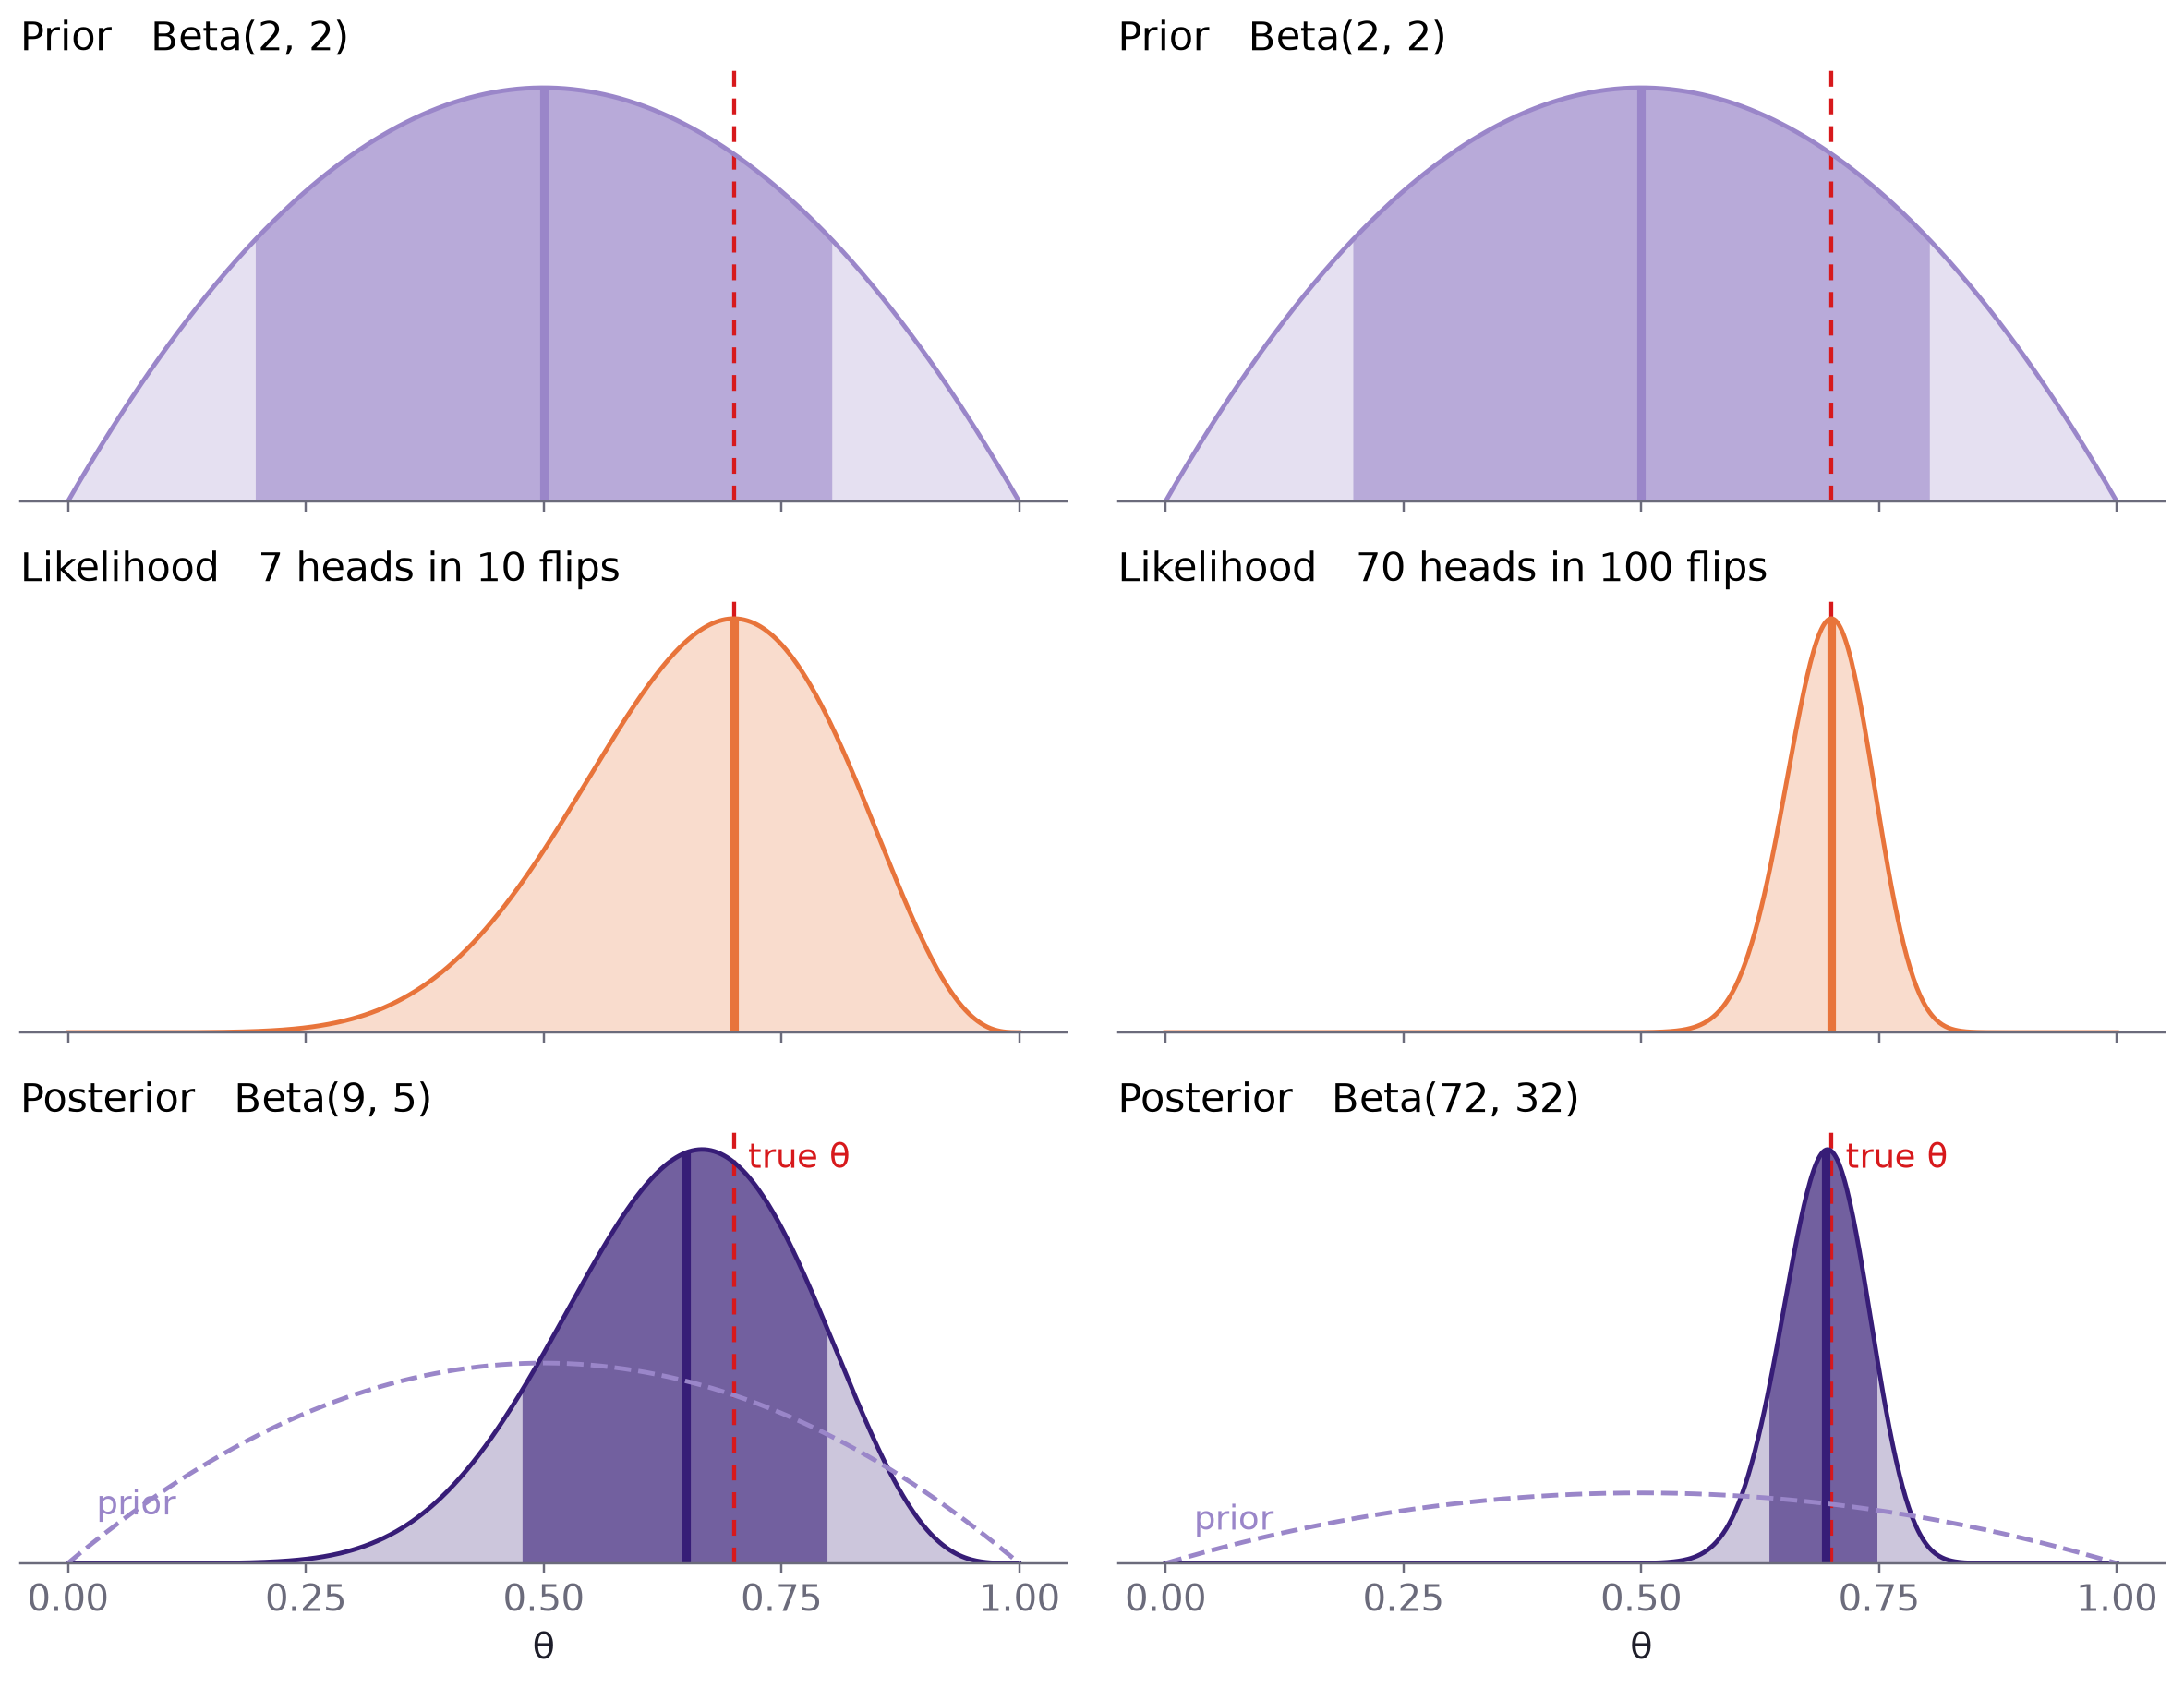 Prior   Beta(2, 2)
Prior   Beta(2, 2)
Likelihood   7 heads in 10 flips
Likelihood   70 heads in 100 flips
Posterior   Beta(9, 5)
Posterior   Beta(72, 32)
true θ
true θ
prior
prior
0.00 0.25 0.50 0.75 1.00
0.00 0.25 0.50 0.75 1.00
θ
θ